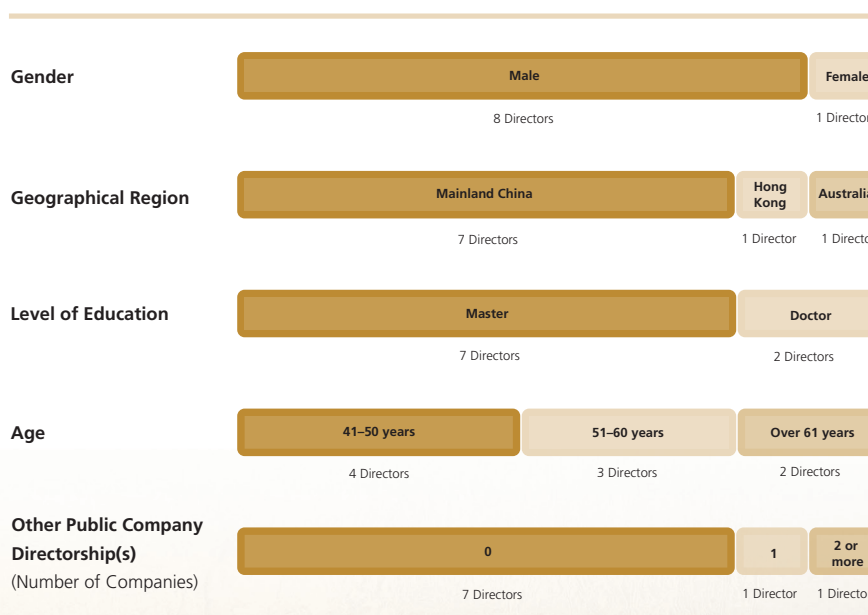 Gender
Male
Female
8 Directors
1 Director
Geographical Region
Mainland China
Hong
Kong
Australia
7 Directors
1 Director
1 Directo
Level of Education
Master
Doctor
7 Directors
2 Directors
Age
41–50 years
51–60 years
Over 61 years
4 Directors
3 Directors
2 Directors
Other Public Company
Directorship(s)
(Number of Companies)
0
1
2 or
more
7 Directors
1 Director
1 Director